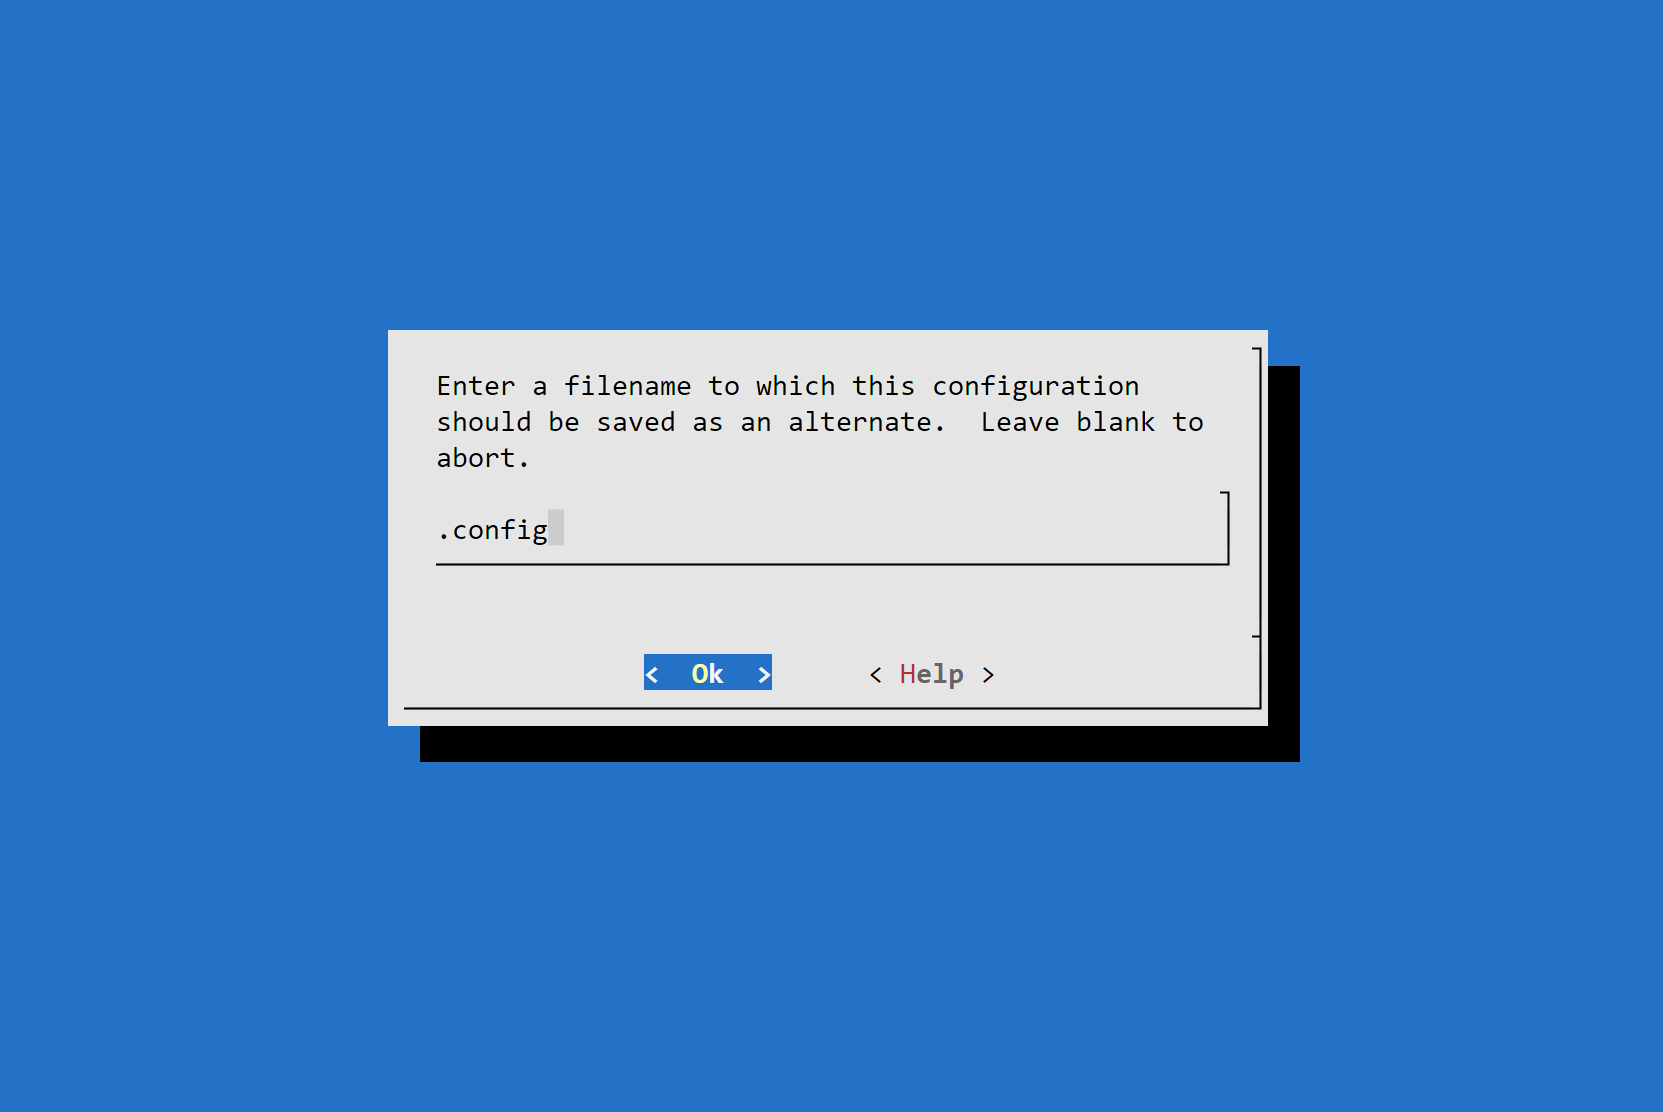 Enter a filename to which this configuration
should be saved as an alternate.  Leave blank to
abort.
.config
<  Ok  > < Help >